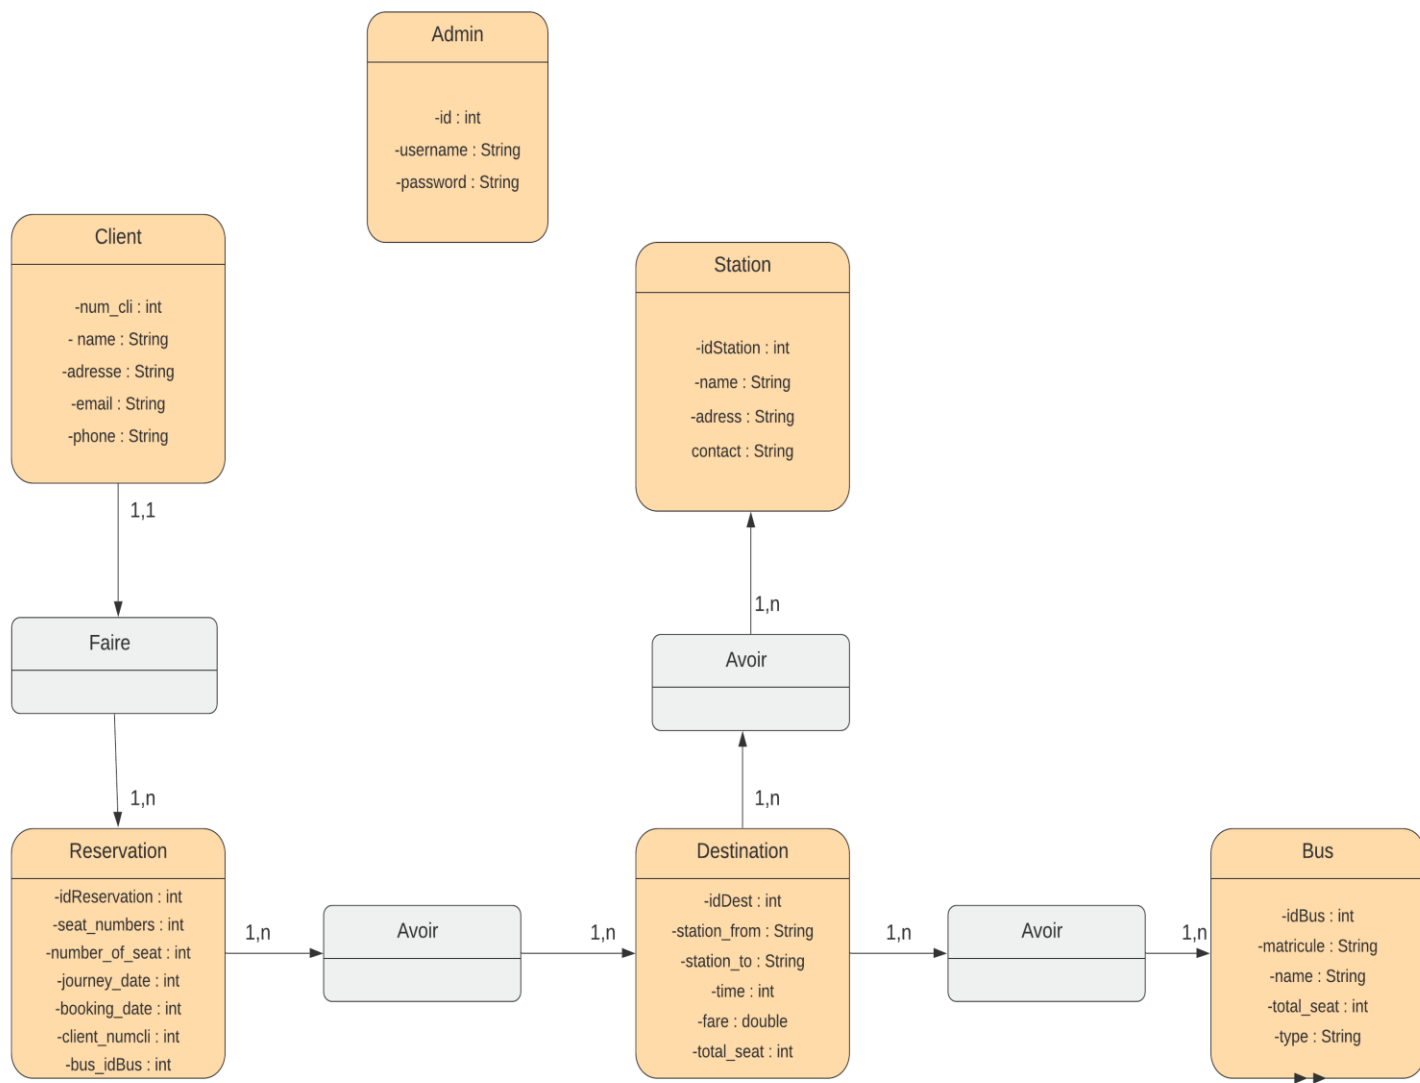 Admin
-id : int
-username : String
-password : String
Client
-num_cli : int
- name : String
-adresse : String
-email : String
-phone : String
1,1
Faire
1,n
Station
-idStation : int
-name : String
-adress : String
contact : String
1,n
Avoir
1,n
Reservation
-idReservation : int
-seat_numbers : int
-number_of_seat : int
-journey_date : int
-booking_date : int
-client_numcli : int
-bus_idBus : int
1,n
Avoir
1,n
Destination
-idDest : int
-station_from : String
-station_to : String
-time : int
-fare : double
-total_seat : int
1,n
Avoir
1,n
Bus
-idBus : int
-matricule : String
-name : String
-total_seat : int
-type : String